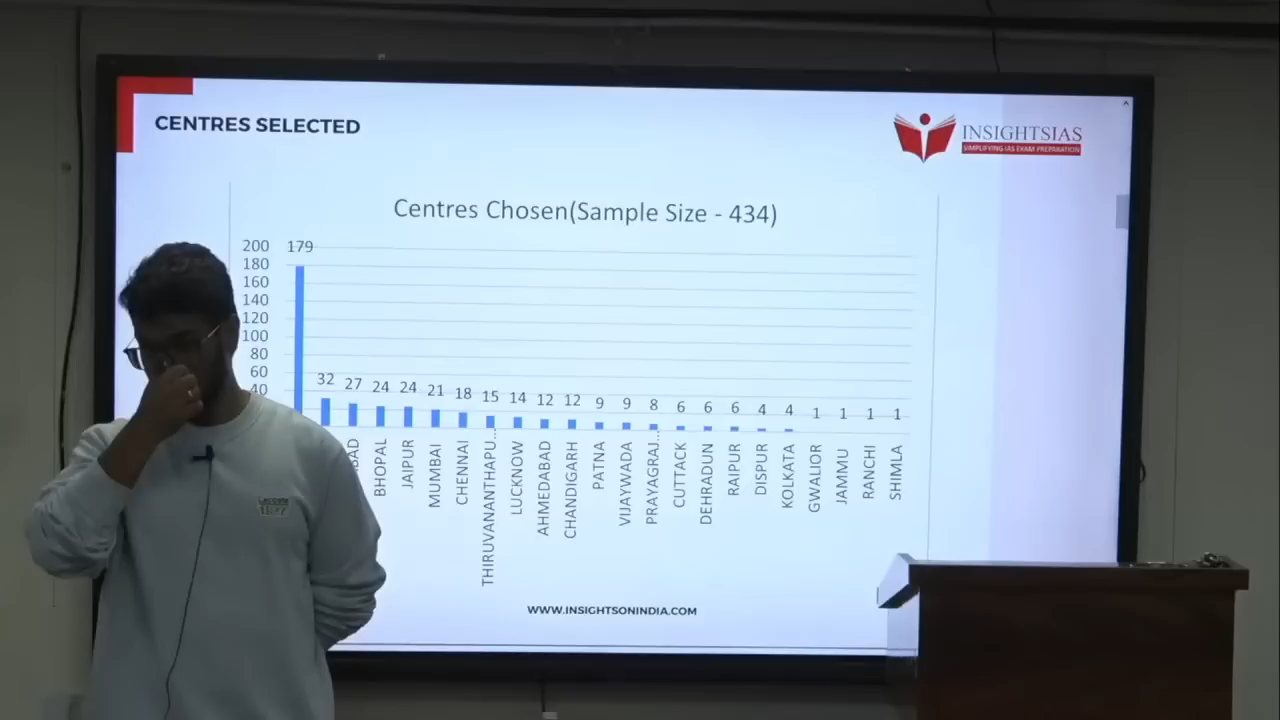 CENTRES SELECTED
INSIGHTSIAS
SIMPLIFYING IAS EXAM PREPARATION
Centres Chosen(Sample Size - 434)
200
180
160
140
120
100
80
60
40
179
32
27
24
24
21
18
15
14
12
12
9
9
8
6
6
6
4
4
1
1
1
1
BAD
BHOPAL
JAIPUR
MUMBAI
CHENNAI
THIRUVANANTHAPU...
LUCKNOW
AHMEDABAD
CHANDIGARH
PATNA
VIJAYWADA
PRAYAGRAJ...
CUTTACK
DEHRADUN
RAIPUR
DISPUR
KOLKATA
GWALIOR
JAMMU
RANCHI
SHIMLA
WWW.INSIGHTSONINDIA.COM